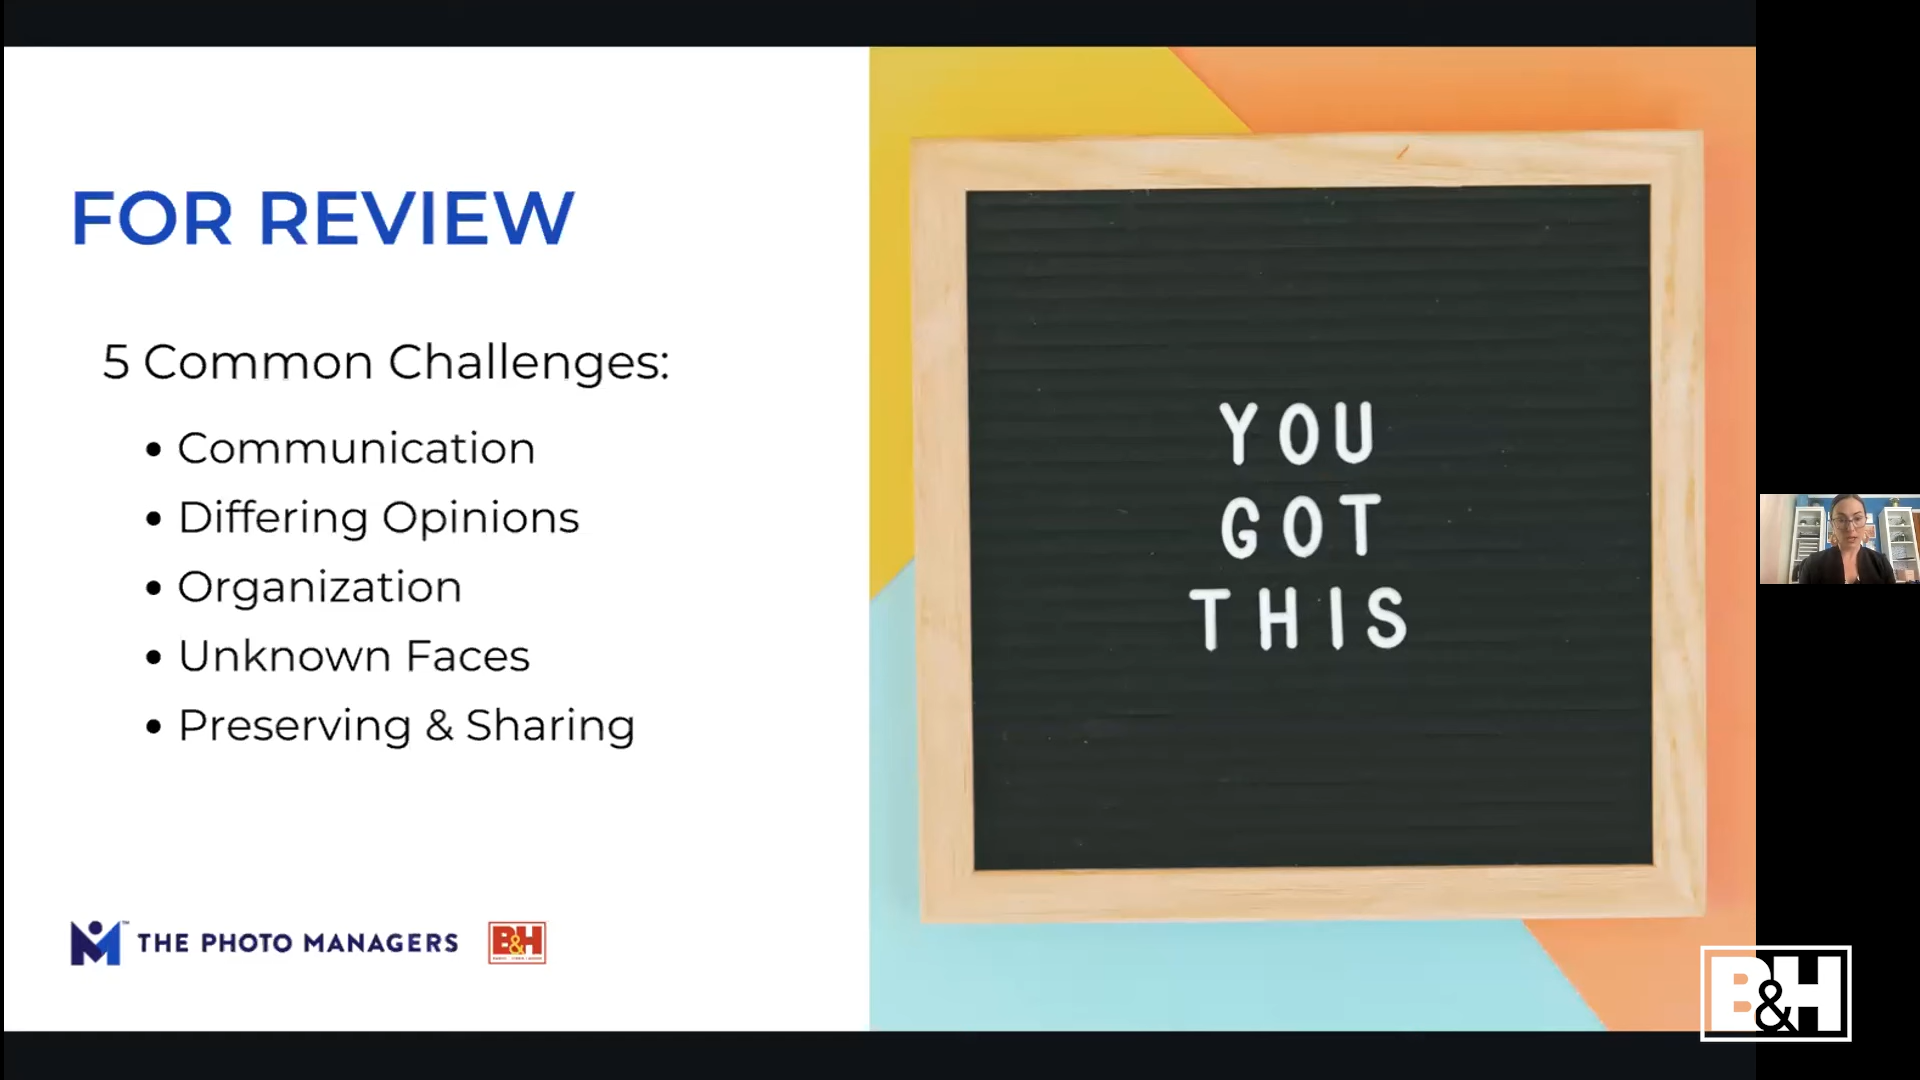 FOR REVIEW
5 Common Challenges:
• Communication
• Differing Opinions
• Organization
• Unknown Faces
• Preserving & Sharing
YOU
GOT
THIS
THE PHOTO MANAGERS
B&H
B&H